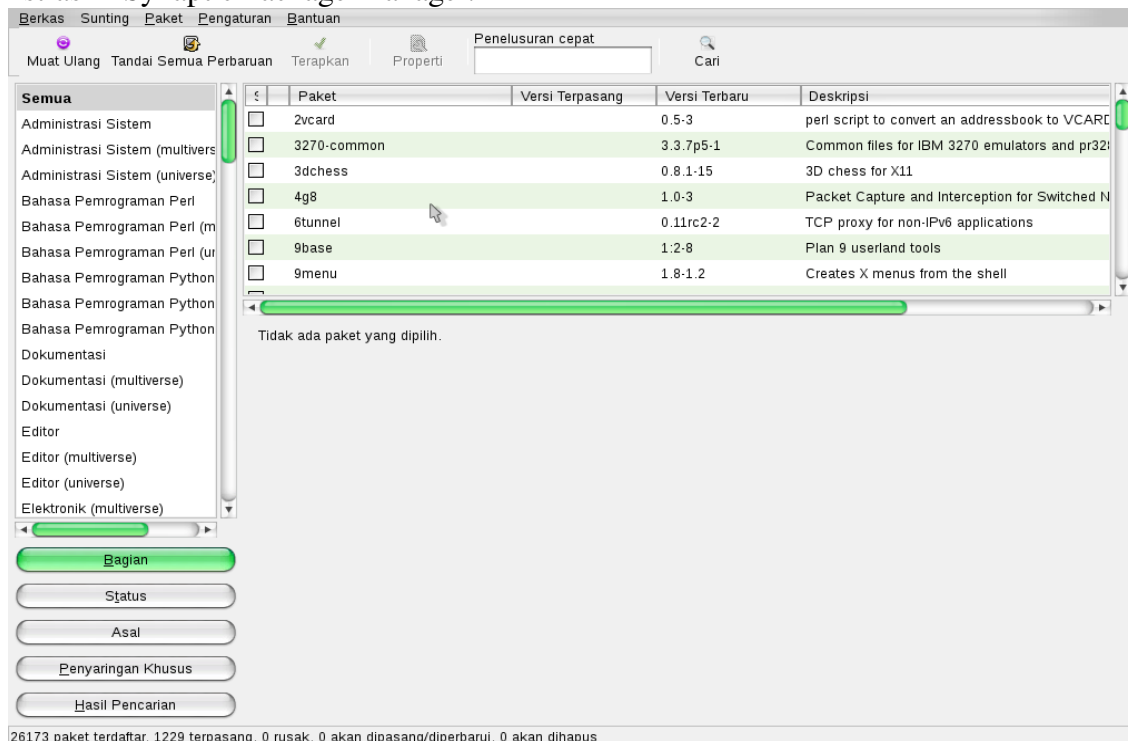 Berkas Sunting Paket Pengaturan Bantuan
Muat Ulang Tandai Semua Perbaruan Terapkan Properti Penelusuran cepat Cari
Semua
Administrasi Sistem
Administrasi Sistem (multivers
Administrasi Sistem (universe)
Bahasa Pemrograman Perl
Bahasa Pemrograman Perl (m
Bahasa Pemrograman Perl (ur
Bahasa Pemrograman Python
Bahasa Pemrograman Python
Bahasa Pemrograman Python
Dokumentasi
Dokumentasi (multiverse)
Dokumentasi (universe)
Editor
Editor (multiverse)
Editor (universe)
Elektronik (multiverse)
Bagian
Status
Asal
Penyaringan Khusus
Hasil Pencarian
S Paket Versi Terpasang Versi Terbaru Deskripsi
2vcard 0.5-3 perl script to convert an addressbook to VCARD
3270-common 3.3.7p5-1 Common files for IBM 3270 emulators and pr328
3dchess 0.8.1-15 3D chess for X11
4g8 1.0-3 Packet Capture and Interception for Switched N
6tunnel 0.11rc2-2 TCP proxy for non-IPv6 applications
9base 1:2-8 Plan 9 userland tools
9menu 1.8-1.2 Creates X menus from the shell
Tidak ada paket yang dipilih.
26173 paket terdaftar, 1229 terpasang, 0 rusak, 0 akan dipasang/diperbarui, 0 akan dihapus